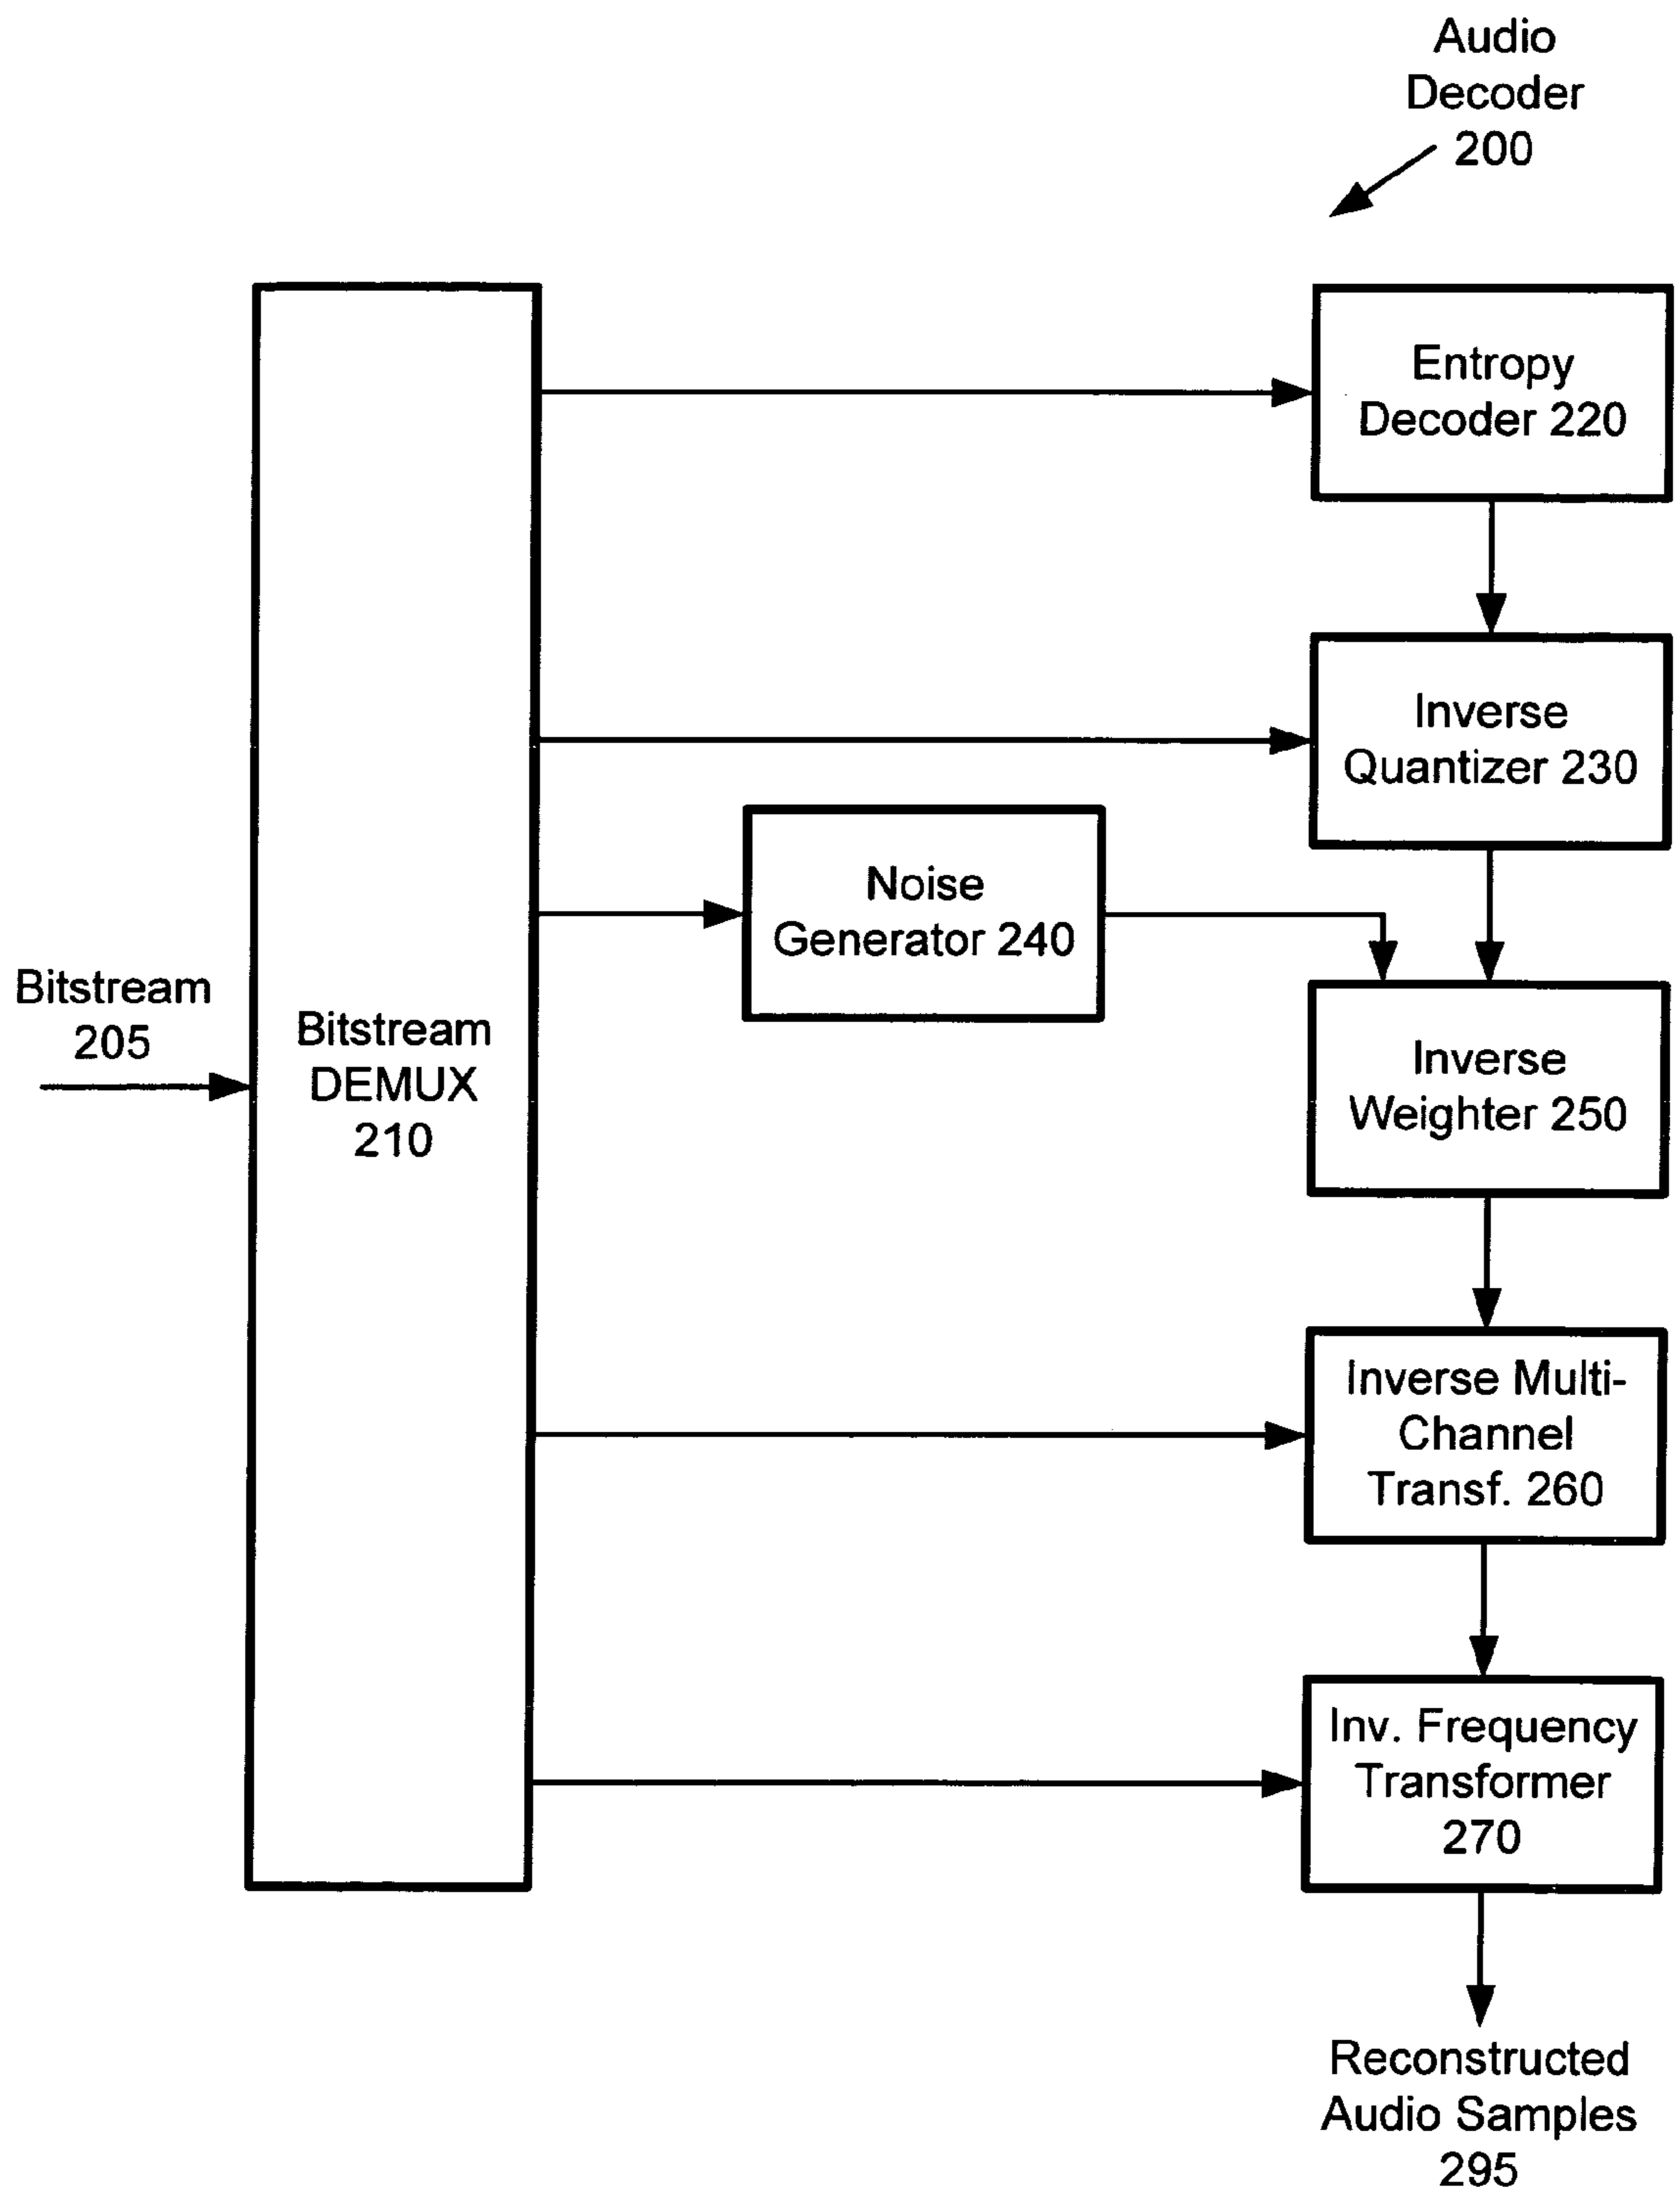 Audio
Decoder
200
Entropy
Decoder 220
Inverse
Quantizer 230
Noise
Generator 240
Bitstream
205
Bitstream
DEMUX
210
Inverse
Weighter 250
Inverse Multi-
Channel
Transf. 260
Inv. Frequency
Transformer
270
Reconstructed
Audio Samples
295